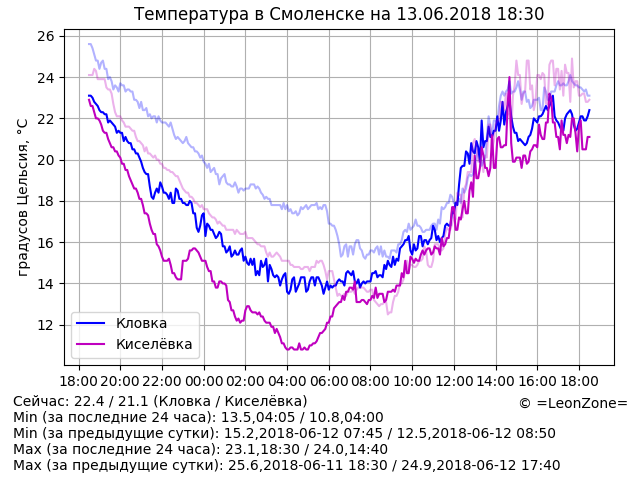 Температура в Смоленске на 13.06.2018 18:30
26
24
22
20
18
16
14
12
градусов Цельсия, °C
Кловка
Киселёвка
18:00 20:00 22:00 00:00 02:00 04:00 06:00 08:00 10:00 12:00 14:00 16:00 18:00
Сейчас: 22.4 / 21.1 (Кловка / Киселёвка)
© =LeonZone=
Min (за последние 24 часа): 13.5,04:05 / 10.8,04:00
Min (за предыдущие сутки): 15.2,2018-06-12 07:45 / 12.5,2018-06-12 08:50
Max (за последние 24 часа): 23.1,18:30 / 24.0,14:40
Max (за предыдущие сутки): 25.6,2018-06-11 18:30 / 24.9,2018-06-12 17:40